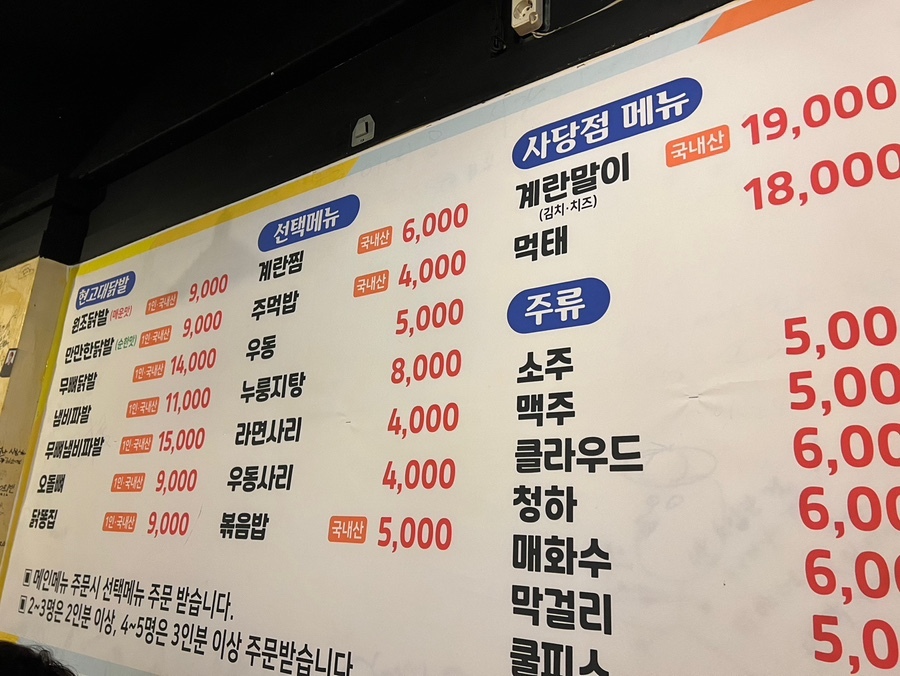 현고대닭발
원조닭발 (매운맛) 1인·국내산 9,000
만만한닭발 (순한맛) 1인·국내산 9,000
무뼈닭발 1인·국내산 14,000
냄비파발 1인·국내산 11,000
무뼈냄비파발 1인·국내산 15,000
오돌뼈 1인·국내산 9,000
닭똥집 1인·국내산 9,000
선택메뉴
계란찜 국내산 6,000
주먹밥 국내산 4,000
우동 5,000
누룽지탕 8,000
라면사리 4,000
우동사리 4,000
볶음밥 국내산 5,000
▣ 메인메뉴 주문시 선택메뉴 주문 받습니다.
▣ 2~3명은 2인분 이상, 4~5명은 3인분 이상 주문받습니다
사당점 메뉴
계란말이 국내산 19,000
(김치·치즈)
먹태 18,000
주류
소주 5,00
맥주 5,00
클라우드 6,00
청하 6,00
매화수 6,00
막걸리 5,0
쿨피스